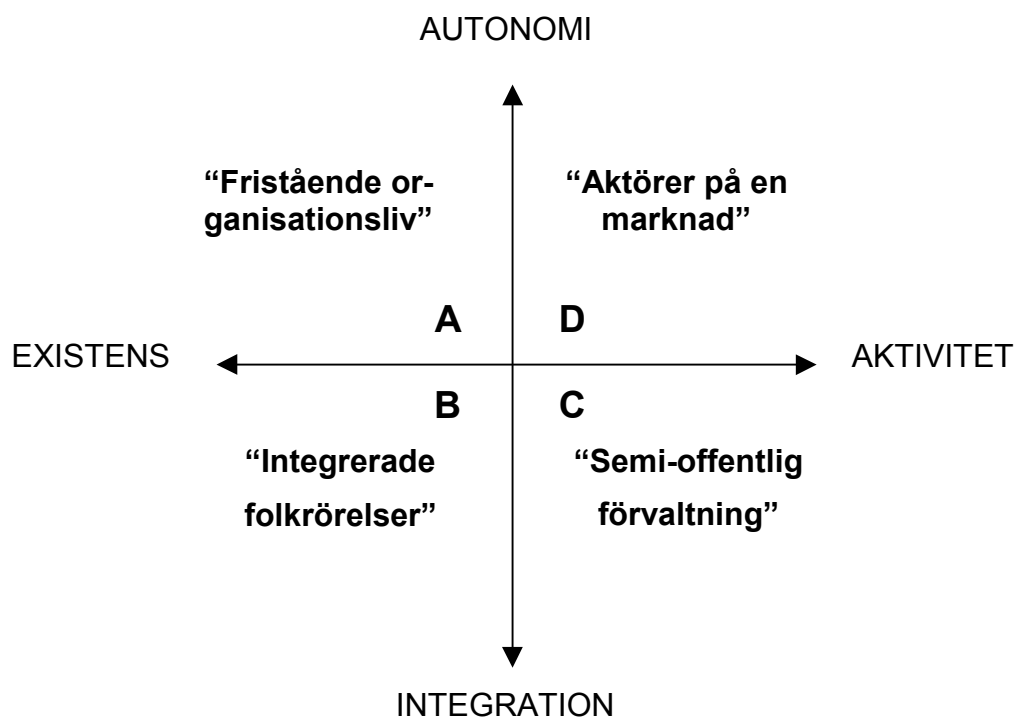 AUTONOMI
“Fristående or-
ganisationsliv”
“Aktörer på en
marknad”
A
D
EXISTENS
AKTIVITET
B
C
“Integrerade
folkrörelser”
“Semi-offentlig
förvaltning”
INTEGRATION